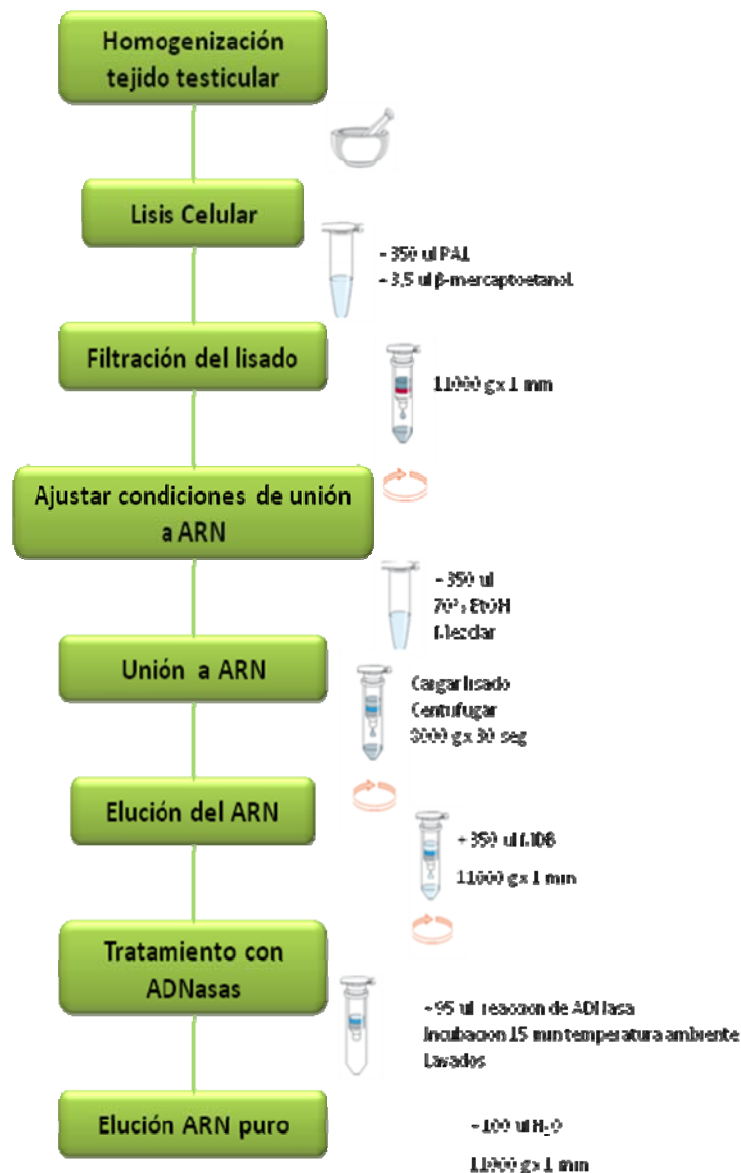 Homogenización
tejido testicular
Lisis Celular
+ 350 ul PA1
+ 3,5 ul β-mercaptoetanol
Filtración del lisado
11000 g x 1 min
Ajustar condiciones de unión
a ARN
+ 350 ul
70% EtOH
Mezclar
Unión a ARN
Cargar lisado
Centrifugar
8000 g x 30 seg
Elución del ARN
+ 350 ul MDB
11000 g x 1 min
Tratamiento con
ADNasas
+ 95 ul reaccion de ADNasa
Incubacion 15 min temperatura ambiente
Lavados
Elución ARN puro
+ 100 ul H₂O
11000 g x 1 min